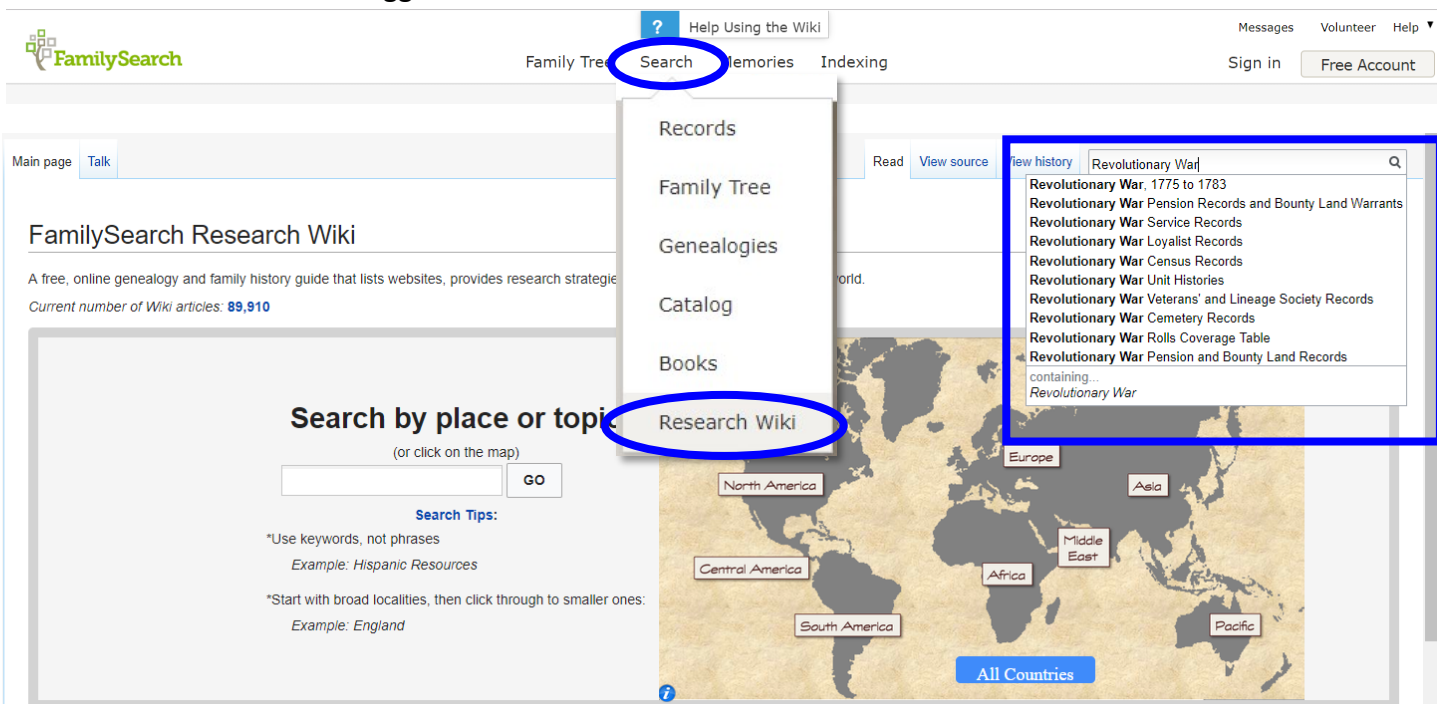 ? Help Using the Wiki
Messages Volunteer Help
FamilySearch
Family Tree Search Memories Indexing
Sign in Free Account
Records
Family Tree
Genealogies
Catalog
Books
Research Wiki
Main page Talk
Read View source View history Revolutionary War
Revolutionary War, 1775 to 1783
Revolutionary War Pension Records and Bounty Land Warrants
Revolutionary War Service Records
Revolutionary War Loyalist Records
Revolutionary War Census Records
Revolutionary War Unit Histories
Revolutionary War Veterans' and Lineage Society Records
Revolutionary War Cemetery Records
Revolutionary War Rolls Coverage Table
Revolutionary War Pension and Bounty Land Records
containing...
Revolutionary War
FamilySearch Research Wiki
A free, online genealogy and family history guide that lists websites, provides research
Current number of Wiki articles: 89,910
Search by place or
(or click on the map)
GO
Search Tips:
*Use keywords, not phrases
Example: Hispanic Resources
*Start with broad localities, then click through to smaller ones:
Example: England
North America
Europe
Asia
Middle
East
Central America
Africa
South America
Pacific
All Countries
i